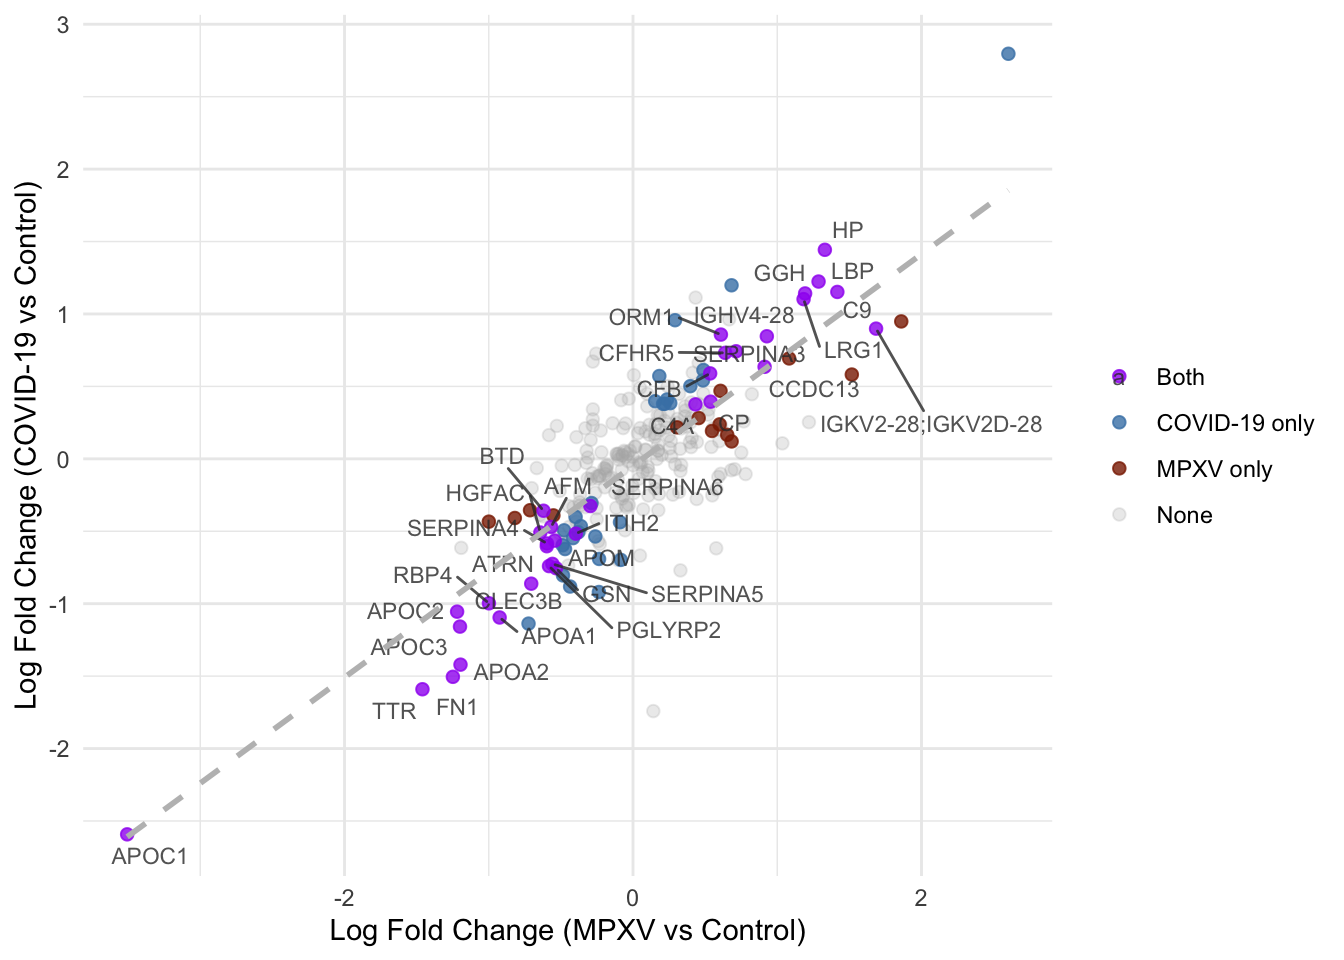 3
2
1
0
-1
-2
Log Fold Change (COVID-19 vs Control)
HP
GGH
LBP
C9
ORM1
IGHV4-28
CFHR5
SERPINA3
LRG1
CFB
CCDC13
C4A
CP
IGKV2-28;IGKV2D-28
BTD
AFM
SERPINA6
HGFAC
SERPINA4
ITIH2
ATRN
APOM
RBP4
CLEC3B
GSN
SERPINA5
APOC2
APOA1
PGLYRP2
APOC3
APOA2
TTR
FN1
APOC1
-2
0
2
Log Fold Change (MPXV vs Control)
a
Both
COVID-19 only
MPXV only
None